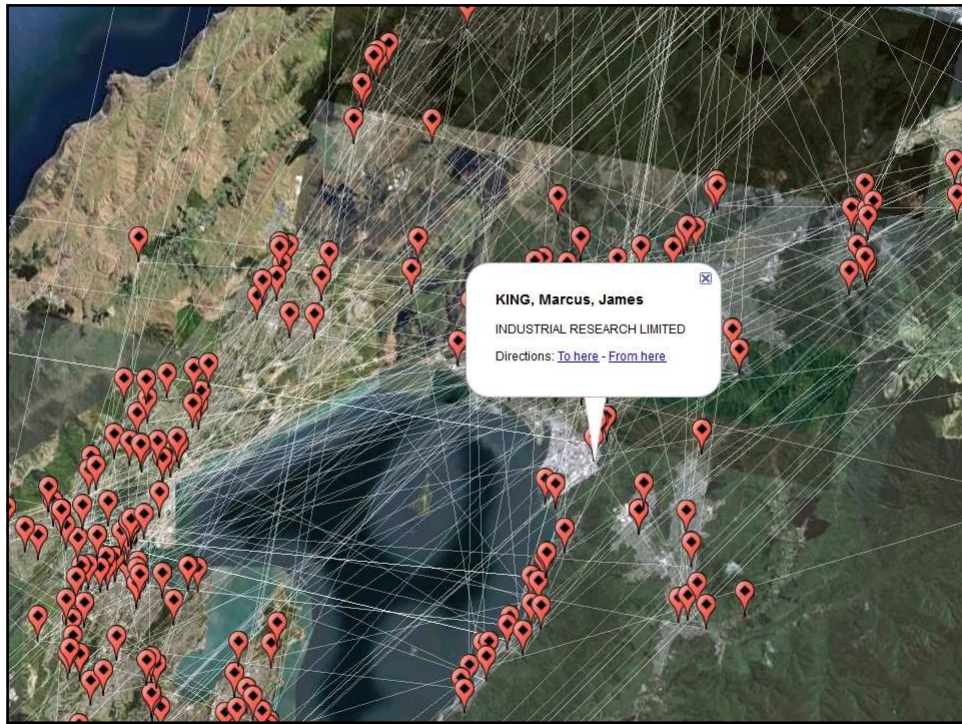 KING, Marcus, James
INDUSTRIAL RESEARCH LIMITED
Directions: To here - From here